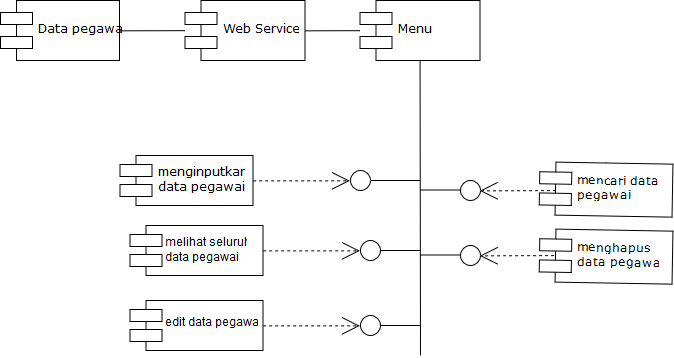 Data pegawa
Web Service
Menu
menginputkar
data pegawai
mencari data
pegawai
melihat selurut
data pegawai
menghapus
data pegawa
edit data pegawa